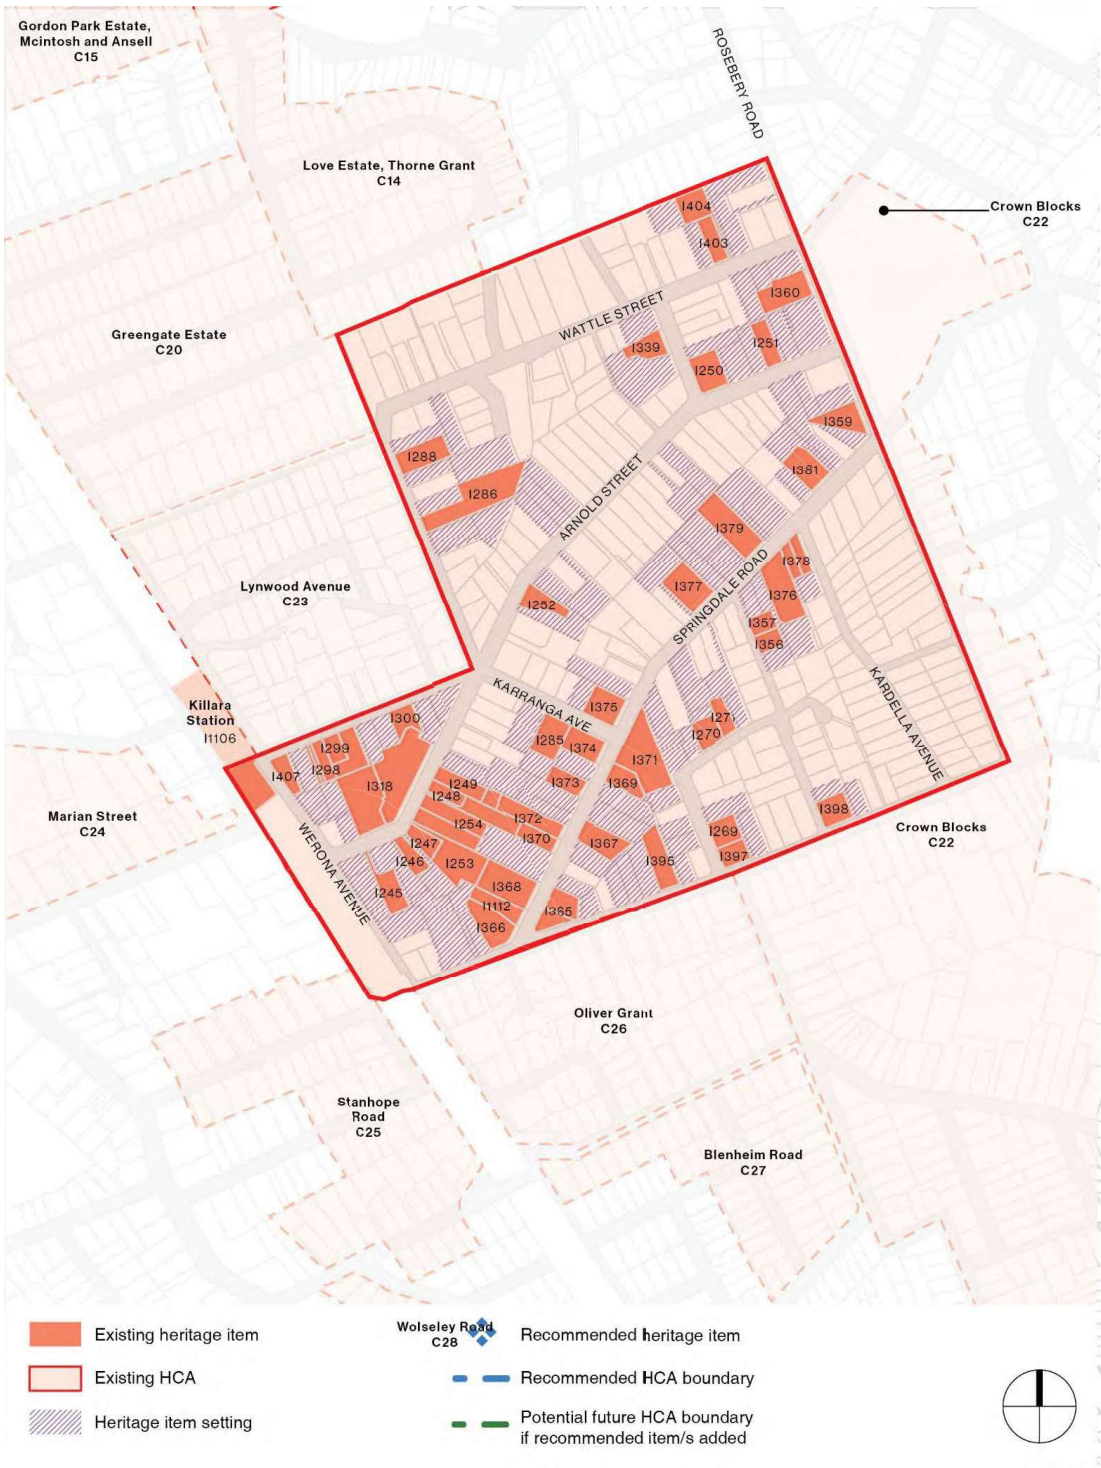 Gordon Park Estate,
Mcintosh and Ansell
C15
ROSEBERY ROAD
Love Estate, Thorne Grant
C14
Crown Blocks
C22
I404
I403
I360
WATTLE STREET
Greengate Estate
C20
I339
I251
I250
I359
I288
I381
I286
ARNOLD STREET
I379
I378
Lynwood Avenue
C23
I377
I376
SPRINGDALE ROAD
I252
I357
I356
KARRANGA AVE
KARDELLA AVENUE
Killara
Station
I1106
I375
I300
I271
I270
I285
I374
I299
I298
I407
I318
I371
I373
I369
I249
I248
I372
I370
I254
I398
Marian Street
C24
WERONA AVENUE
Crown Blocks
C22
I247
I246
I253
I367
I269
I397
I395
I245
I368
I1112
I365
I366
Oliver Grant
C26
Stanhope
Road
C25
Blenheim Road
C27
Wolseley Road
C28
Existing heritage item
Existing HCA
Heritage item setting
Recommended heritage item
Recommended HCA boundary
Potential future HCA boundary
if recommended item/s added